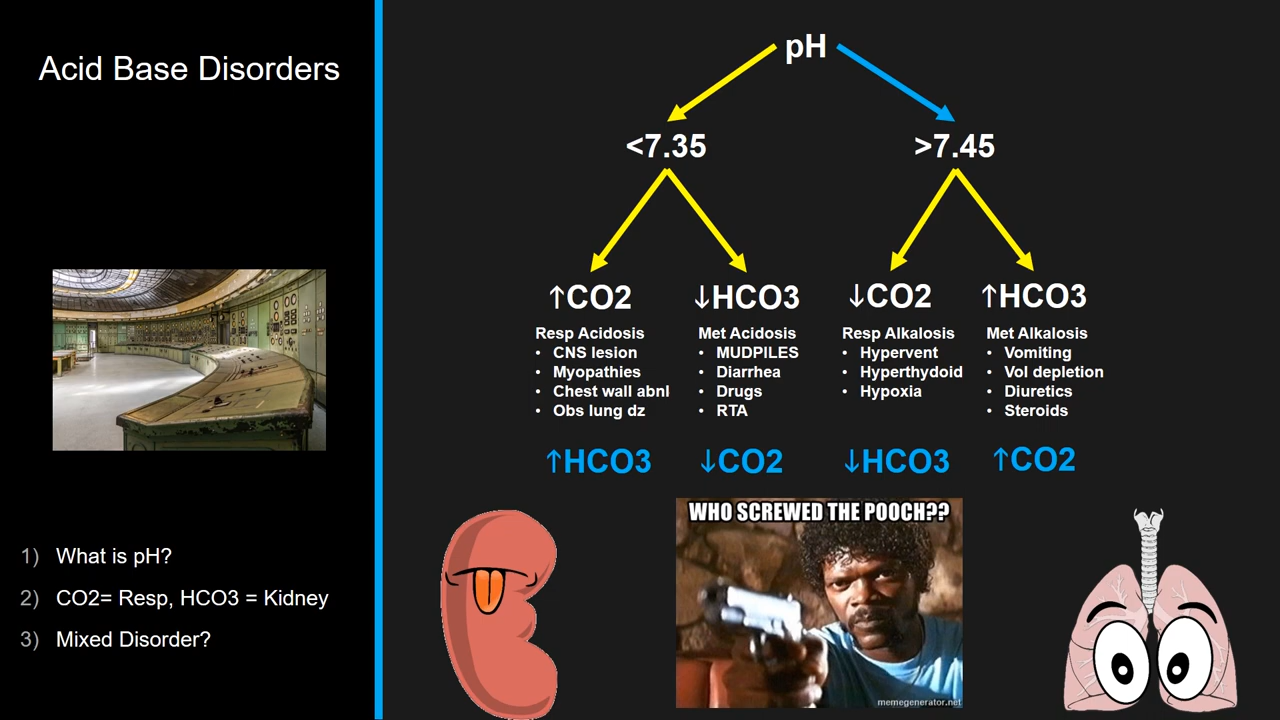 Acid Base Disorders
1) What is pH?
2) CO2= Resp, HCO3 = Kidney
3) Mixed Disorder?
pH
<7.35
>7.45
↑CO2
Resp Acidosis
• CNS lesion
• Myopathies
• Chest wall abnl
• Obs lung dz
↑HCO3
↓HCO3
Met Acidosis
• MUDPILES
• Diarrhea
• Drugs
• RTA
↓CO2
↓CO2
Resp Alkalosis
• Hypervent
• Hyperthydoid
• Hypoxia
↓HCO3
↑HCO3
Met Alkalosis
• Vomiting
• Vol depletion
• Diuretics
• Steroids
↑CO2
WHO SCREWED THE POOCH??
memegenerator.net